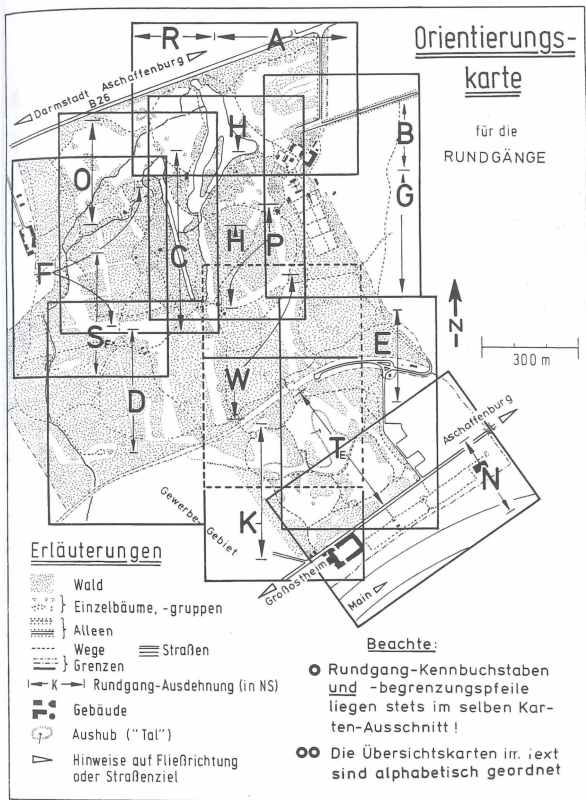 Orientierungs-
karte
für die
RUNDGÄNGE
R
A
Darmstadt Aschaffenburg
B26
H
B
O
G
C
H
P
F
SF
D
W
E
N
300 m
TE
Aschaffenburg
N
K
Gewerbe-Gebiet
Großostheim
Main
Erläuterungen
Wald
Einzelbäume, -gruppen
Alleen
Wege Straßen
Grenzen
K Rundgang-Ausdehnung (in NS)
Gebäude
Aushub ("Tal")
Hinweise auf Fließrichtung
oder Straßenziel
Beachte:
Rundgang-Kennbuchstaben
und -begrenzungspfeile
liegen stets im selben Kar-
ten-Ausschnitt !
Die Übersichtskarten im Text
sind alphabetisch geordnet